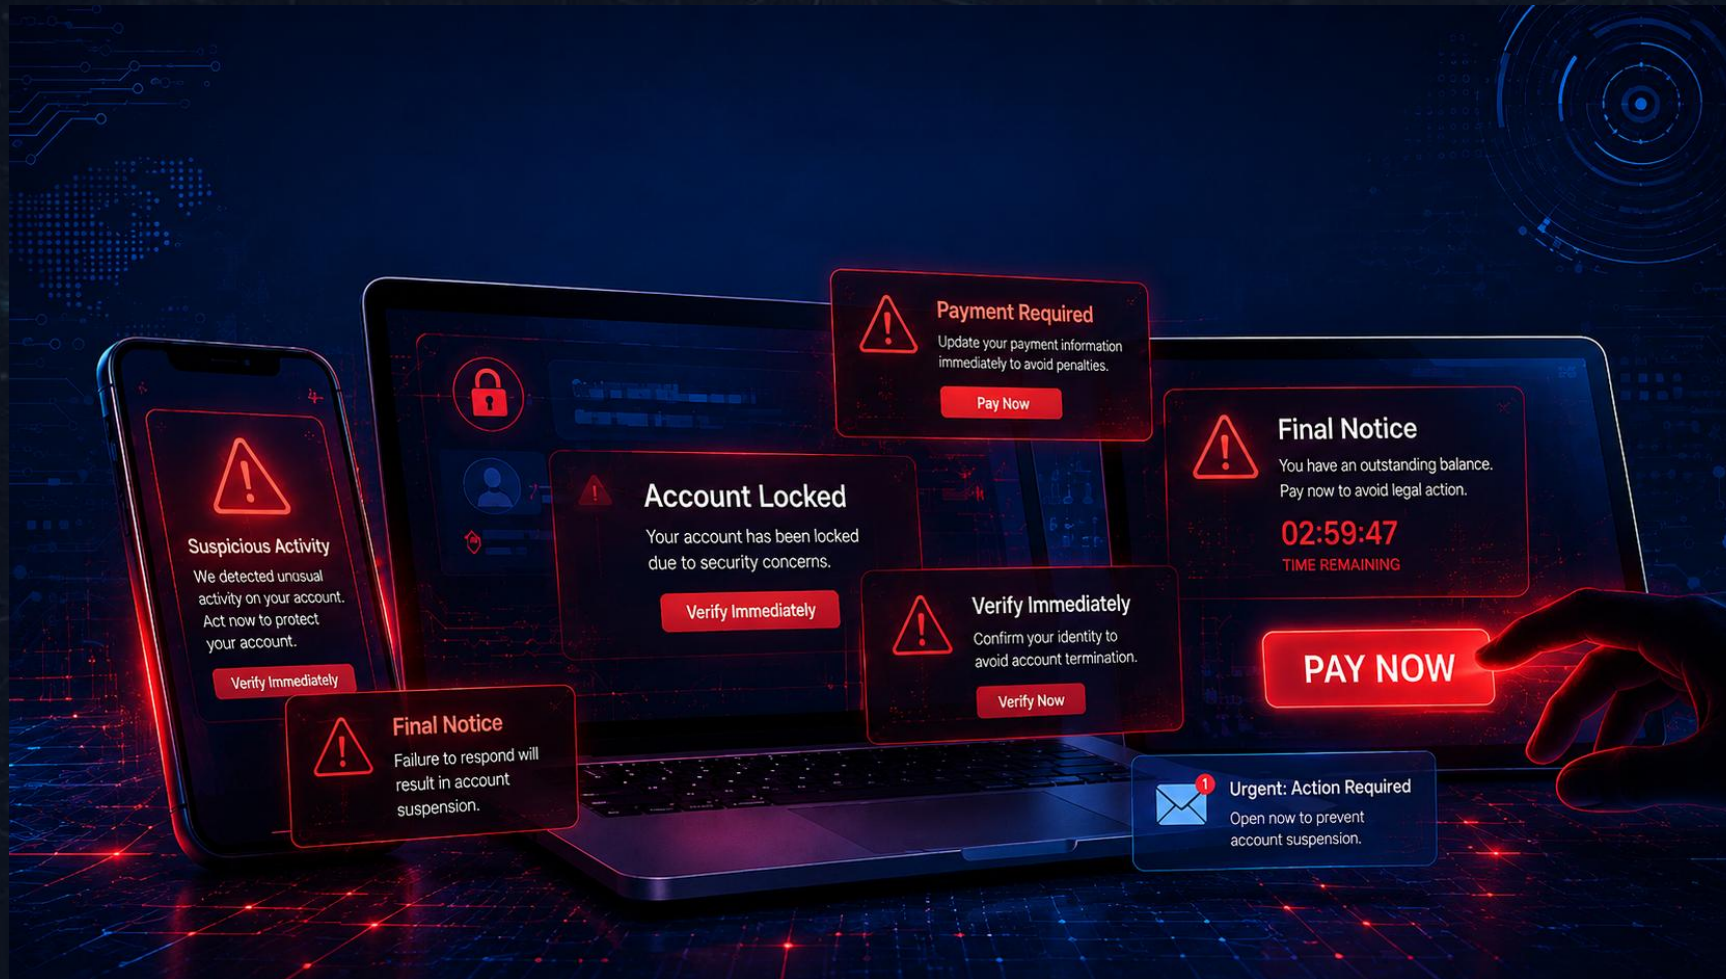 Suspicious Activity
We detected unusual
activity on your account.
Act now to protect
your account.
Verify Immediately
Final Notice
Failure to respond will
result in account
suspension.
Account Locked
Your account has been locked
due to security concerns.
Verify Immediately
Payment Required
Update your payment information
immediately to avoid penalties.
Pay Now
Verify Immediately
Confirm your identity to
avoid account termination.
Verify Now
Final Notice
You have an outstanding balance.
Pay now to avoid legal action.
02:59:47
TIME REMAINING
PAY NOW
1
Urgent: Action Required
Open now to prevent
account suspension.